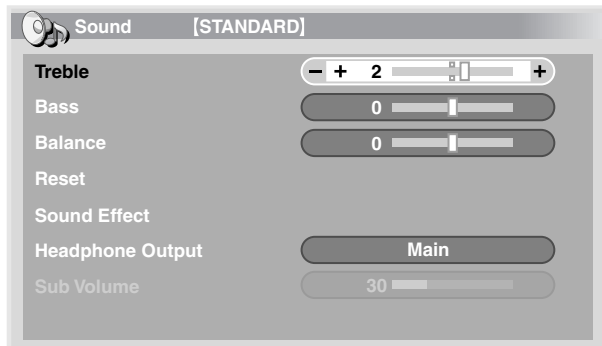 Sound [STANDARD]
Treble - + 2 +
Bass 0
Balance 0
Reset
Sound Effect
Headphone Output Main
Sub Volume 30